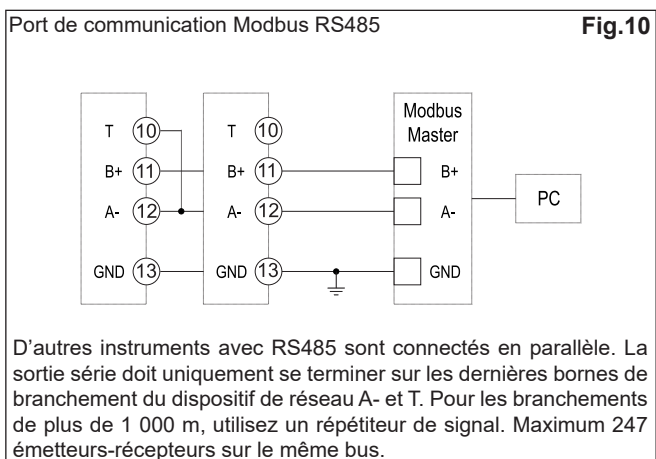 Port de communication Modbus RS485 Fig.10
Modbus
Master
T 10 T 10
B+ 11 B+ 11 B+
A- 12 A- 12 A- PC
GND 13 GND 13 GND
D’autres instruments avec RS485 sont connectés en parallèle. La
sortie série doit uniquement se terminer sur les dernières bornes de
branchement du dispositif de réseau A- et T. Pour les branchements
de plus de 1 000 m, utilisez un répétiteur de signal. Maximum 247
émetteurs-récepteurs sur le même bus.